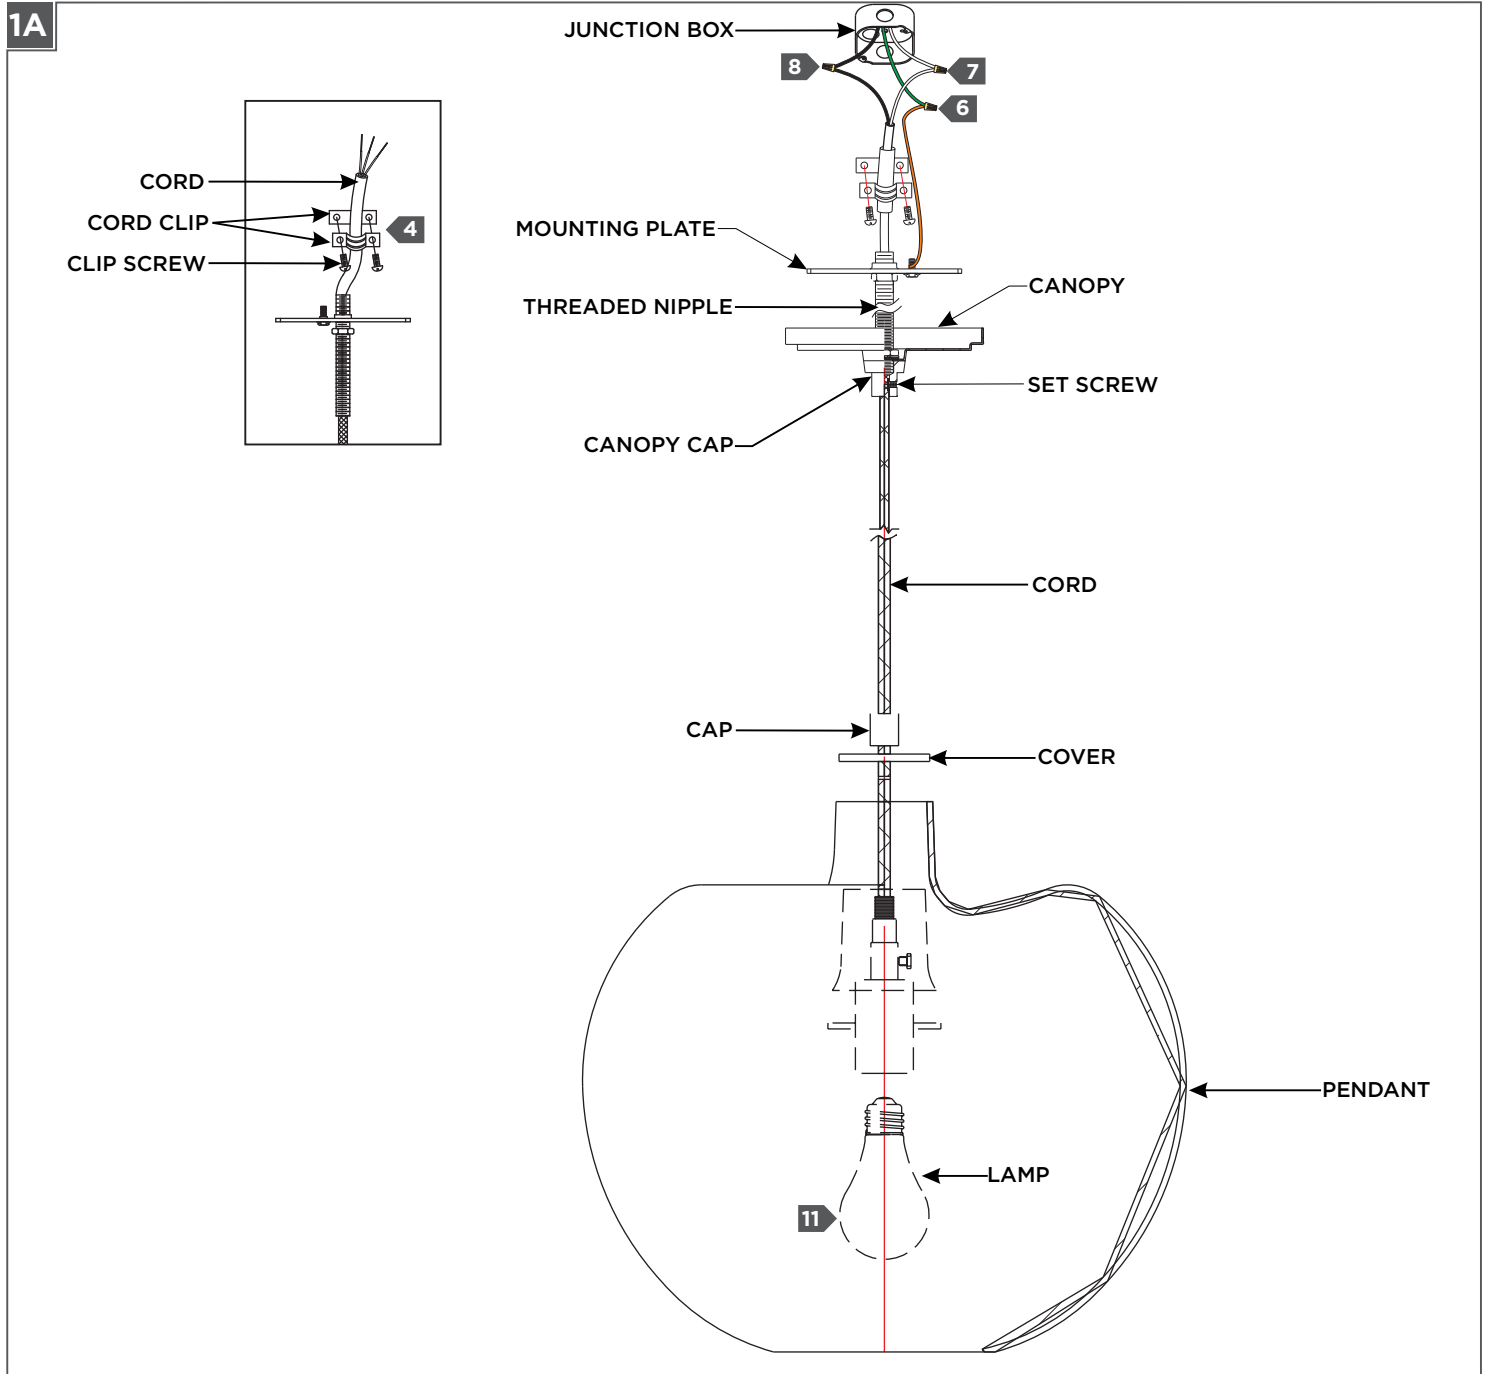 1A
JUNCTION BOX
8
7
6
CORD
CORD CLIP
4
CLIP SCREW
MOUNTING PLATE
THREADED NIPPLE
CANOPY
SET SCREW
CANOPY CAP
CORD
CAP
COVER
PENDANT
LAMP
11